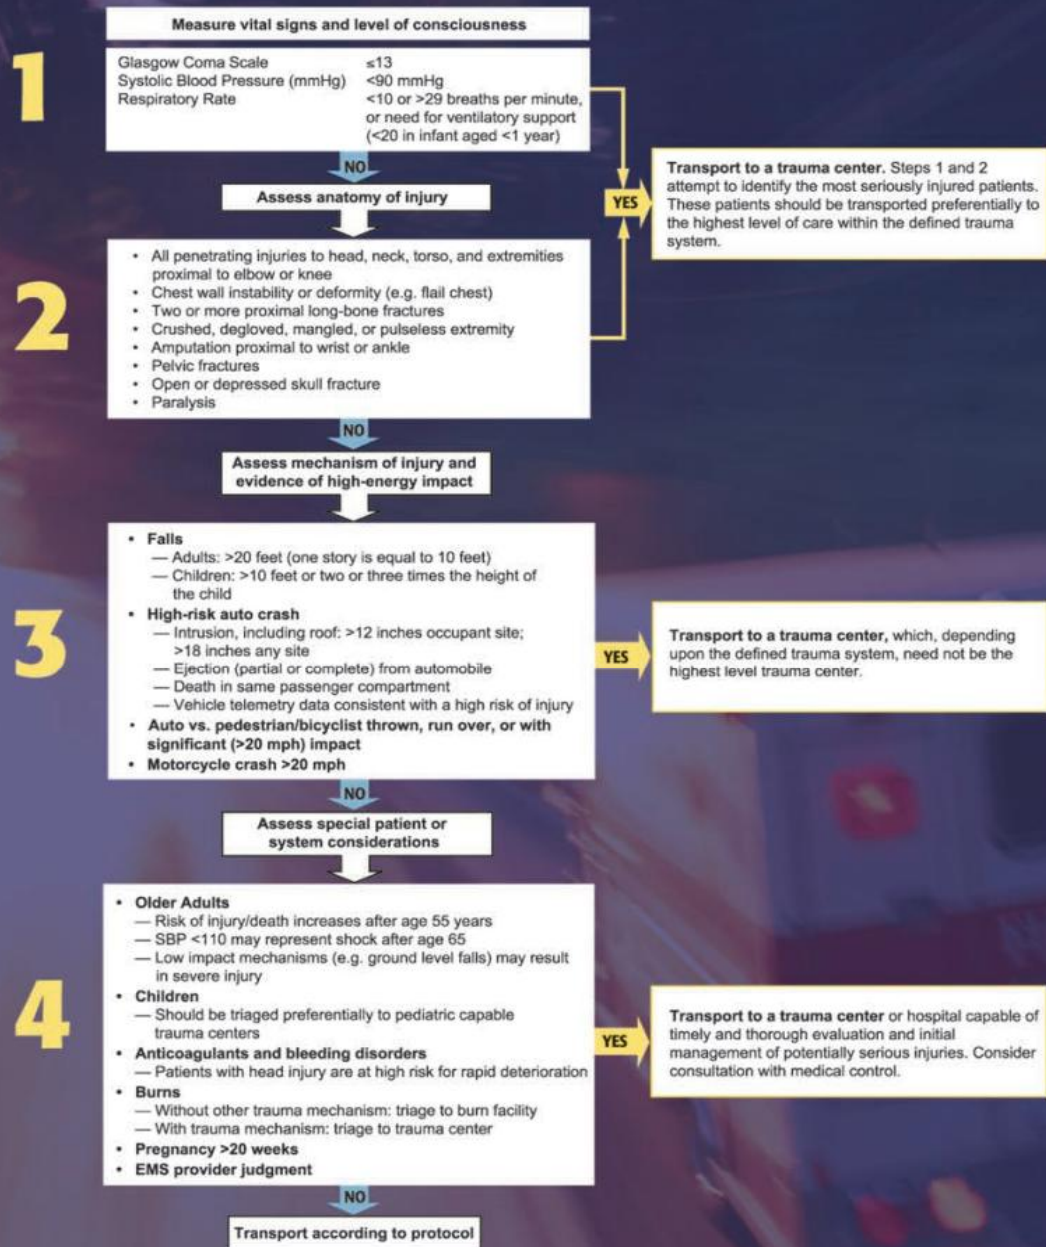 1
Measure vital signs and level of consciousness
Glasgow Coma Scale ≤13
Systolic Blood Pressure (mmHg) <90 mmHg
Respiratory Rate <10 or >29 breaths per minute,
or need for ventilatory support
(<20 in infant aged <1 year)
NO
YES
Transport to a trauma center. Steps 1 and 2
attempt to identify the most seriously injured patients.
These patients should be transported preferentially to
the highest level of care within the defined trauma
system.
Assess anatomy of injury
2
• All penetrating injuries to head, neck, torso, and extremities
proximal to elbow or knee
• Chest wall instability or deformity (e.g. flail chest)
• Two or more proximal long-bone fractures
• Crushed, degloved, mangled, or pulseless extremity
• Amputation proximal to wrist or ankle
• Pelvic fractures
• Open or depressed skull fracture
• Paralysis
NO
Assess mechanism of injury and
evidence of high-energy impact
3
• Falls
— Adults: >20 feet (one story is equal to 10 feet)
— Children: >10 feet or two or three times the height of
the child
• High-risk auto crash
— Intrusion, including roof: >12 inches occupant site;
>18 inches any site
— Ejection (partial or complete) from automobile
— Death in same passenger compartment
— Vehicle telemetry data consistent with a high risk of injury
• Auto vs. pedestrian/bicyclist thrown, run over, or with
significant (>20 mph) impact
• Motorcycle crash >20 mph
YES
Transport to a trauma center, which, depending
upon the defined trauma system, need not be the
highest level trauma center.
NO
Assess special patient or
system considerations
4
• Older Adults
— Risk of injury/death increases after age 55 years
— SBP <110 may represent shock after age 65
— Low impact mechanisms (e.g. ground level falls) may result
in severe injury
• Children
— Should be triaged preferentially to pediatric capable
trauma centers
• Anticoagulants and bleeding disorders
— Patients with head injury are at high risk for rapid deterioration
• Burns
— Without other trauma mechanism: triage to burn facility
— With trauma mechanism: triage to trauma center
• Pregnancy >20 weeks
• EMS provider judgment
YES
Transport to a trauma center or hospital capable of
timely and thorough evaluation and initial
management of potentially serious injuries. Consider
consultation with medical control.
NO
Transport according to protocol